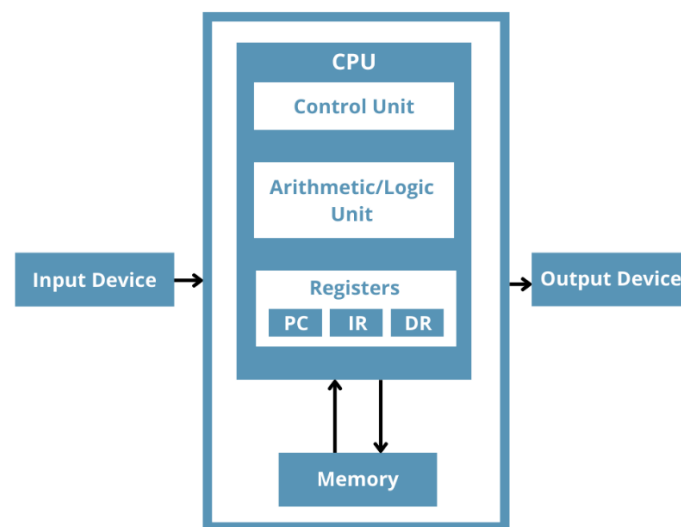 CPU
Control Unit
Arithmetic/Logic
Unit
Input Device
Output Device
Registers
PC IR DR
Memory